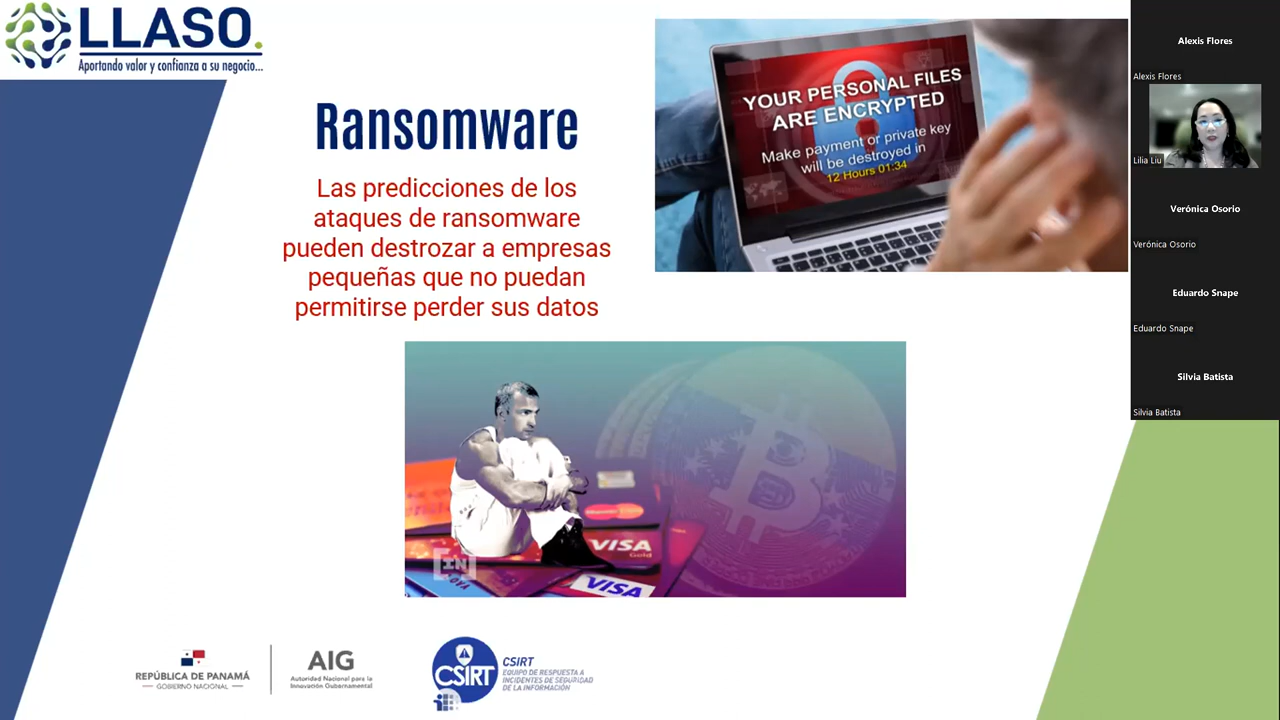 LLASO.
Aportando valor y confianza a su negocio...
Ransomware
Las predicciones de los
ataques de ransomware
pueden destrozar a empresas
pequeñas que no puedan
permitirse perder sus datos
YOUR PERSONAL FILES
ARE ENCRYPTED
Make payment or private key
will be destroyed in
12 Hours 01:34
Alexis Flores
Alexis Flores
Lilia Liu
Verónica Osorio
Verónica Osorio
Eduardo Snape
Eduardo Snape
Silvia Batista
Silvia Batista
VISA
Gold
VISA
IN
REPÚBLICA DE PANAMÁ
GOBIERNO NACIONAL
AIG
Autoridad Nacional para la
Innovación Gubernamental
CSIRT
CSIRT
EQUIPO DE RESPUESTA A
INCIDENTES DE SEGURIDAD
DE LA INFORMACIÓN